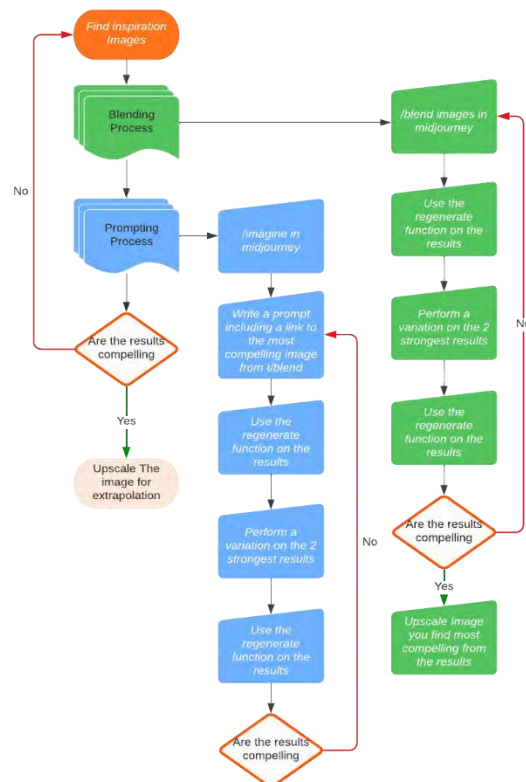 Find inspiration
Images
Blending
Process
No
Prompting
Process
Are the results
compelling
Yes
Upscale The
image for
extrapolation
/imagine in
midjourney
Write a prompt
including a link to
the most
compelling image
from t/blend
Use the
regenerate
function on the
results
Perform a
variation on the 2
strongest results
Use the
regenerate
function on the
results
No
Are the results
compelling
/blend images in
midjourney
Use the
regenerate
function on the
results
Perform a
variation on the 2
strongest results
Use the
regenerate
function on the
results
No
Are the results
compelling
Yes
Upscale Image
you find most
compelling from
the results